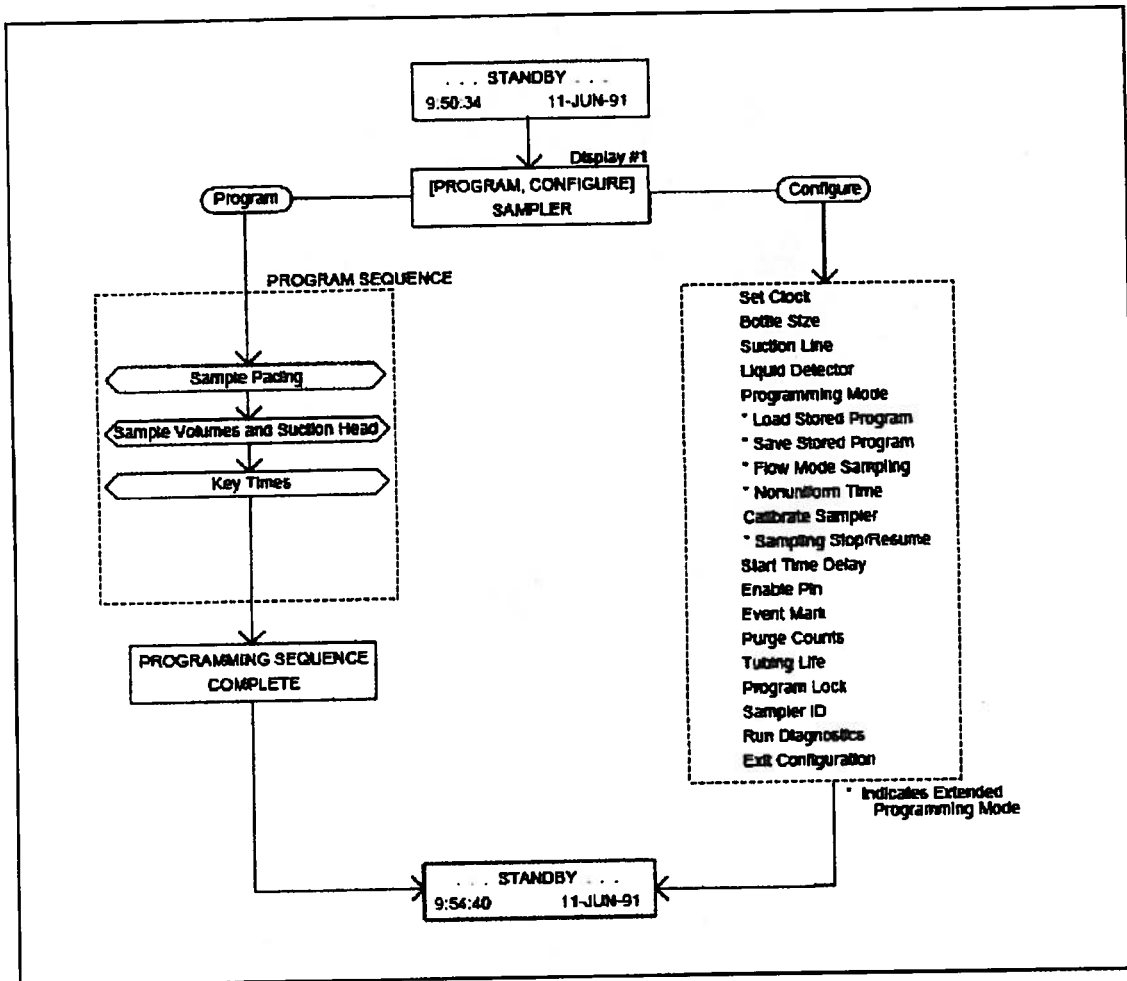 . . . STANDBY . . .
9:50:34 11-JUN-91
Display #1
[PROGRAM, CONFIGURE]
SAMPLER
Program
Configure
PROGRAM SEQUENCE
Sample Pacing
Sample Volumes and Suction Head
Key Times
PROGRAMMING SEQUENCE
COMPLETE
Set Clock
Bottle Size
Suction Line
Liquid Detector
Programming Mode
* Load Stored Program
* Save Stored Program
* Flow Mode Sampling
* Nonuniform Time
Calibrate Sampler
* Sampling Stop/Resume
Start Time Delay
Enable Pin
Event Mark
Purge Counts
Tubing Life
Program Lock
Sampler ID
Run Diagnostics
Exit Configuration
* Indicates Extended
Programming Mode
. . . STANDBY . . .
9:54:40 11-JUN-91